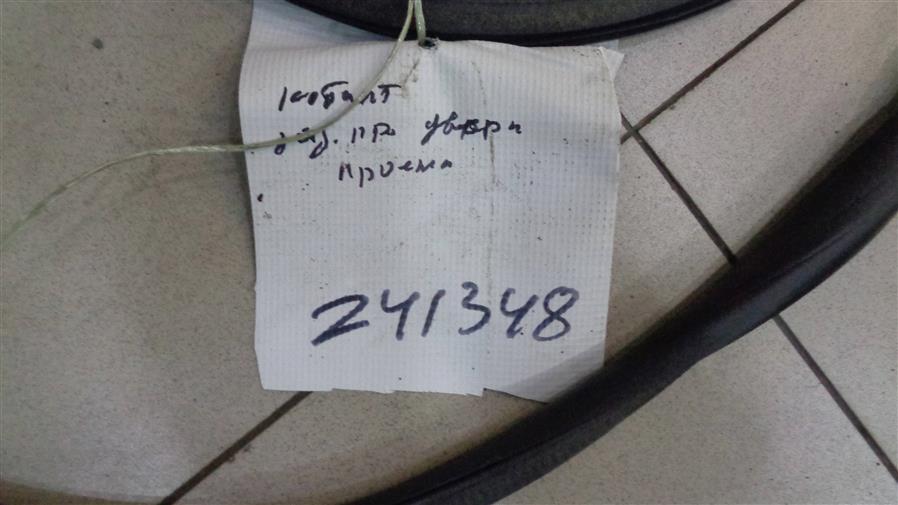 кобалт
зад. пр двери
проема
241348